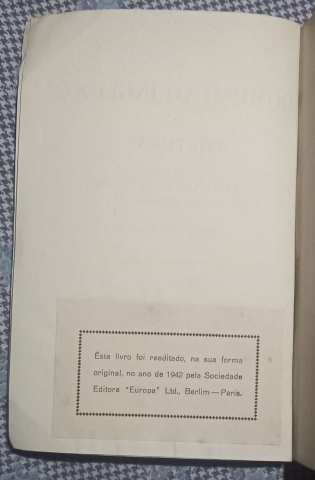 Êste livro foi reeditado, na sua forma
original, no ano de 1942 pela Sociedade
Editora "Europa" Ltd., Berlim — Paris.